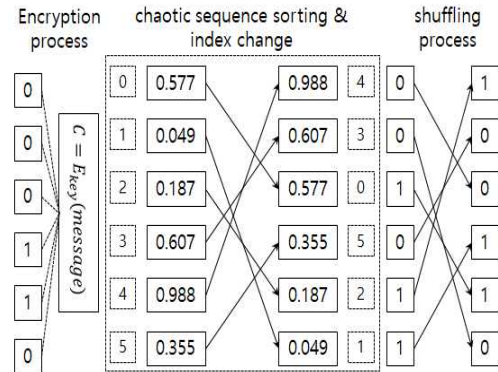 Encryption process
chaotic sequence sorting & index change
shuffling process
0 0 0.577 0.988 4 0 1
0 1 0.049 0.607 3 0 0
0 2 0.187 0.577 0 1 0
1 3 0.607 0.355 5 0 1
1 4 0.988 0.187 2 1 1
0 5 0.355 0.049 1 1 0
C = E_key(message)